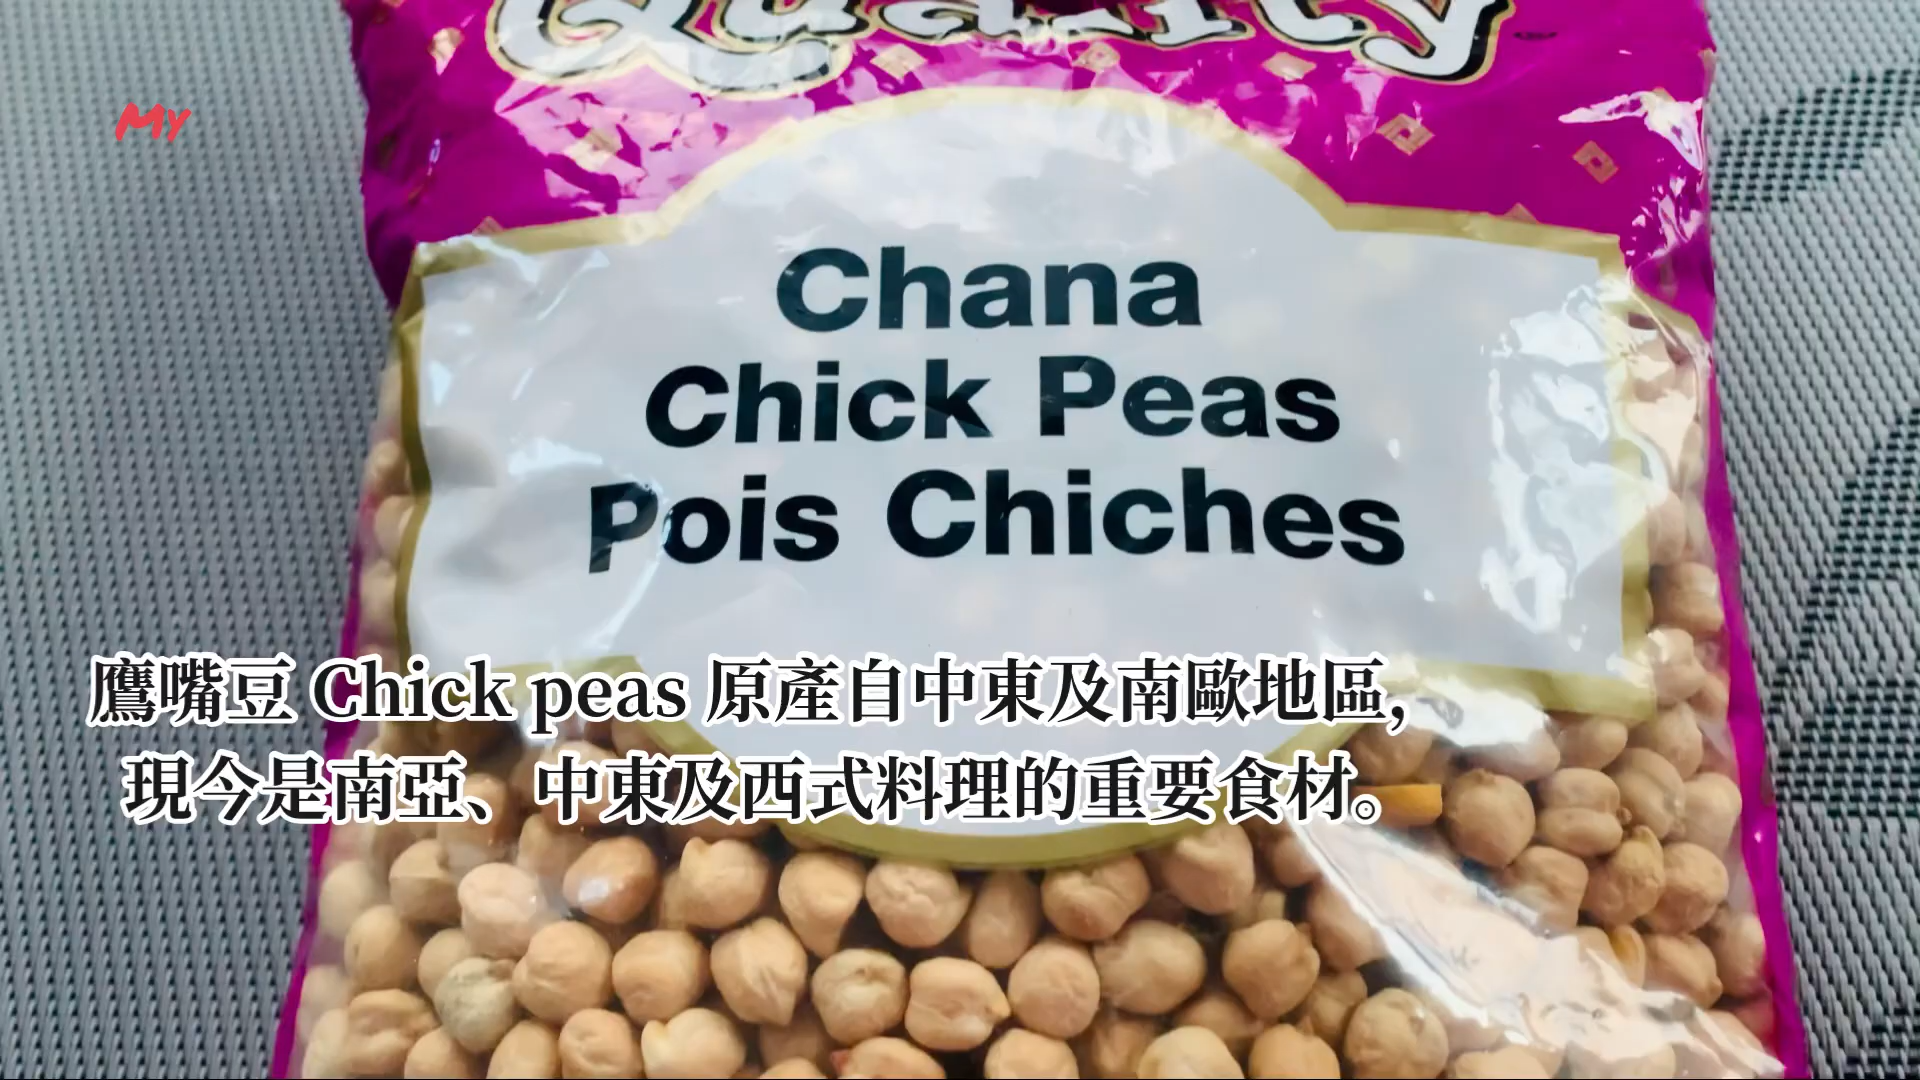 Quality
My
Chana
Chick Peas
Pois Chiches
鷹嘴豆 Chick peas 原產自中東及南歐地區,
現今是南亞、中東及西式料理的重要食材。